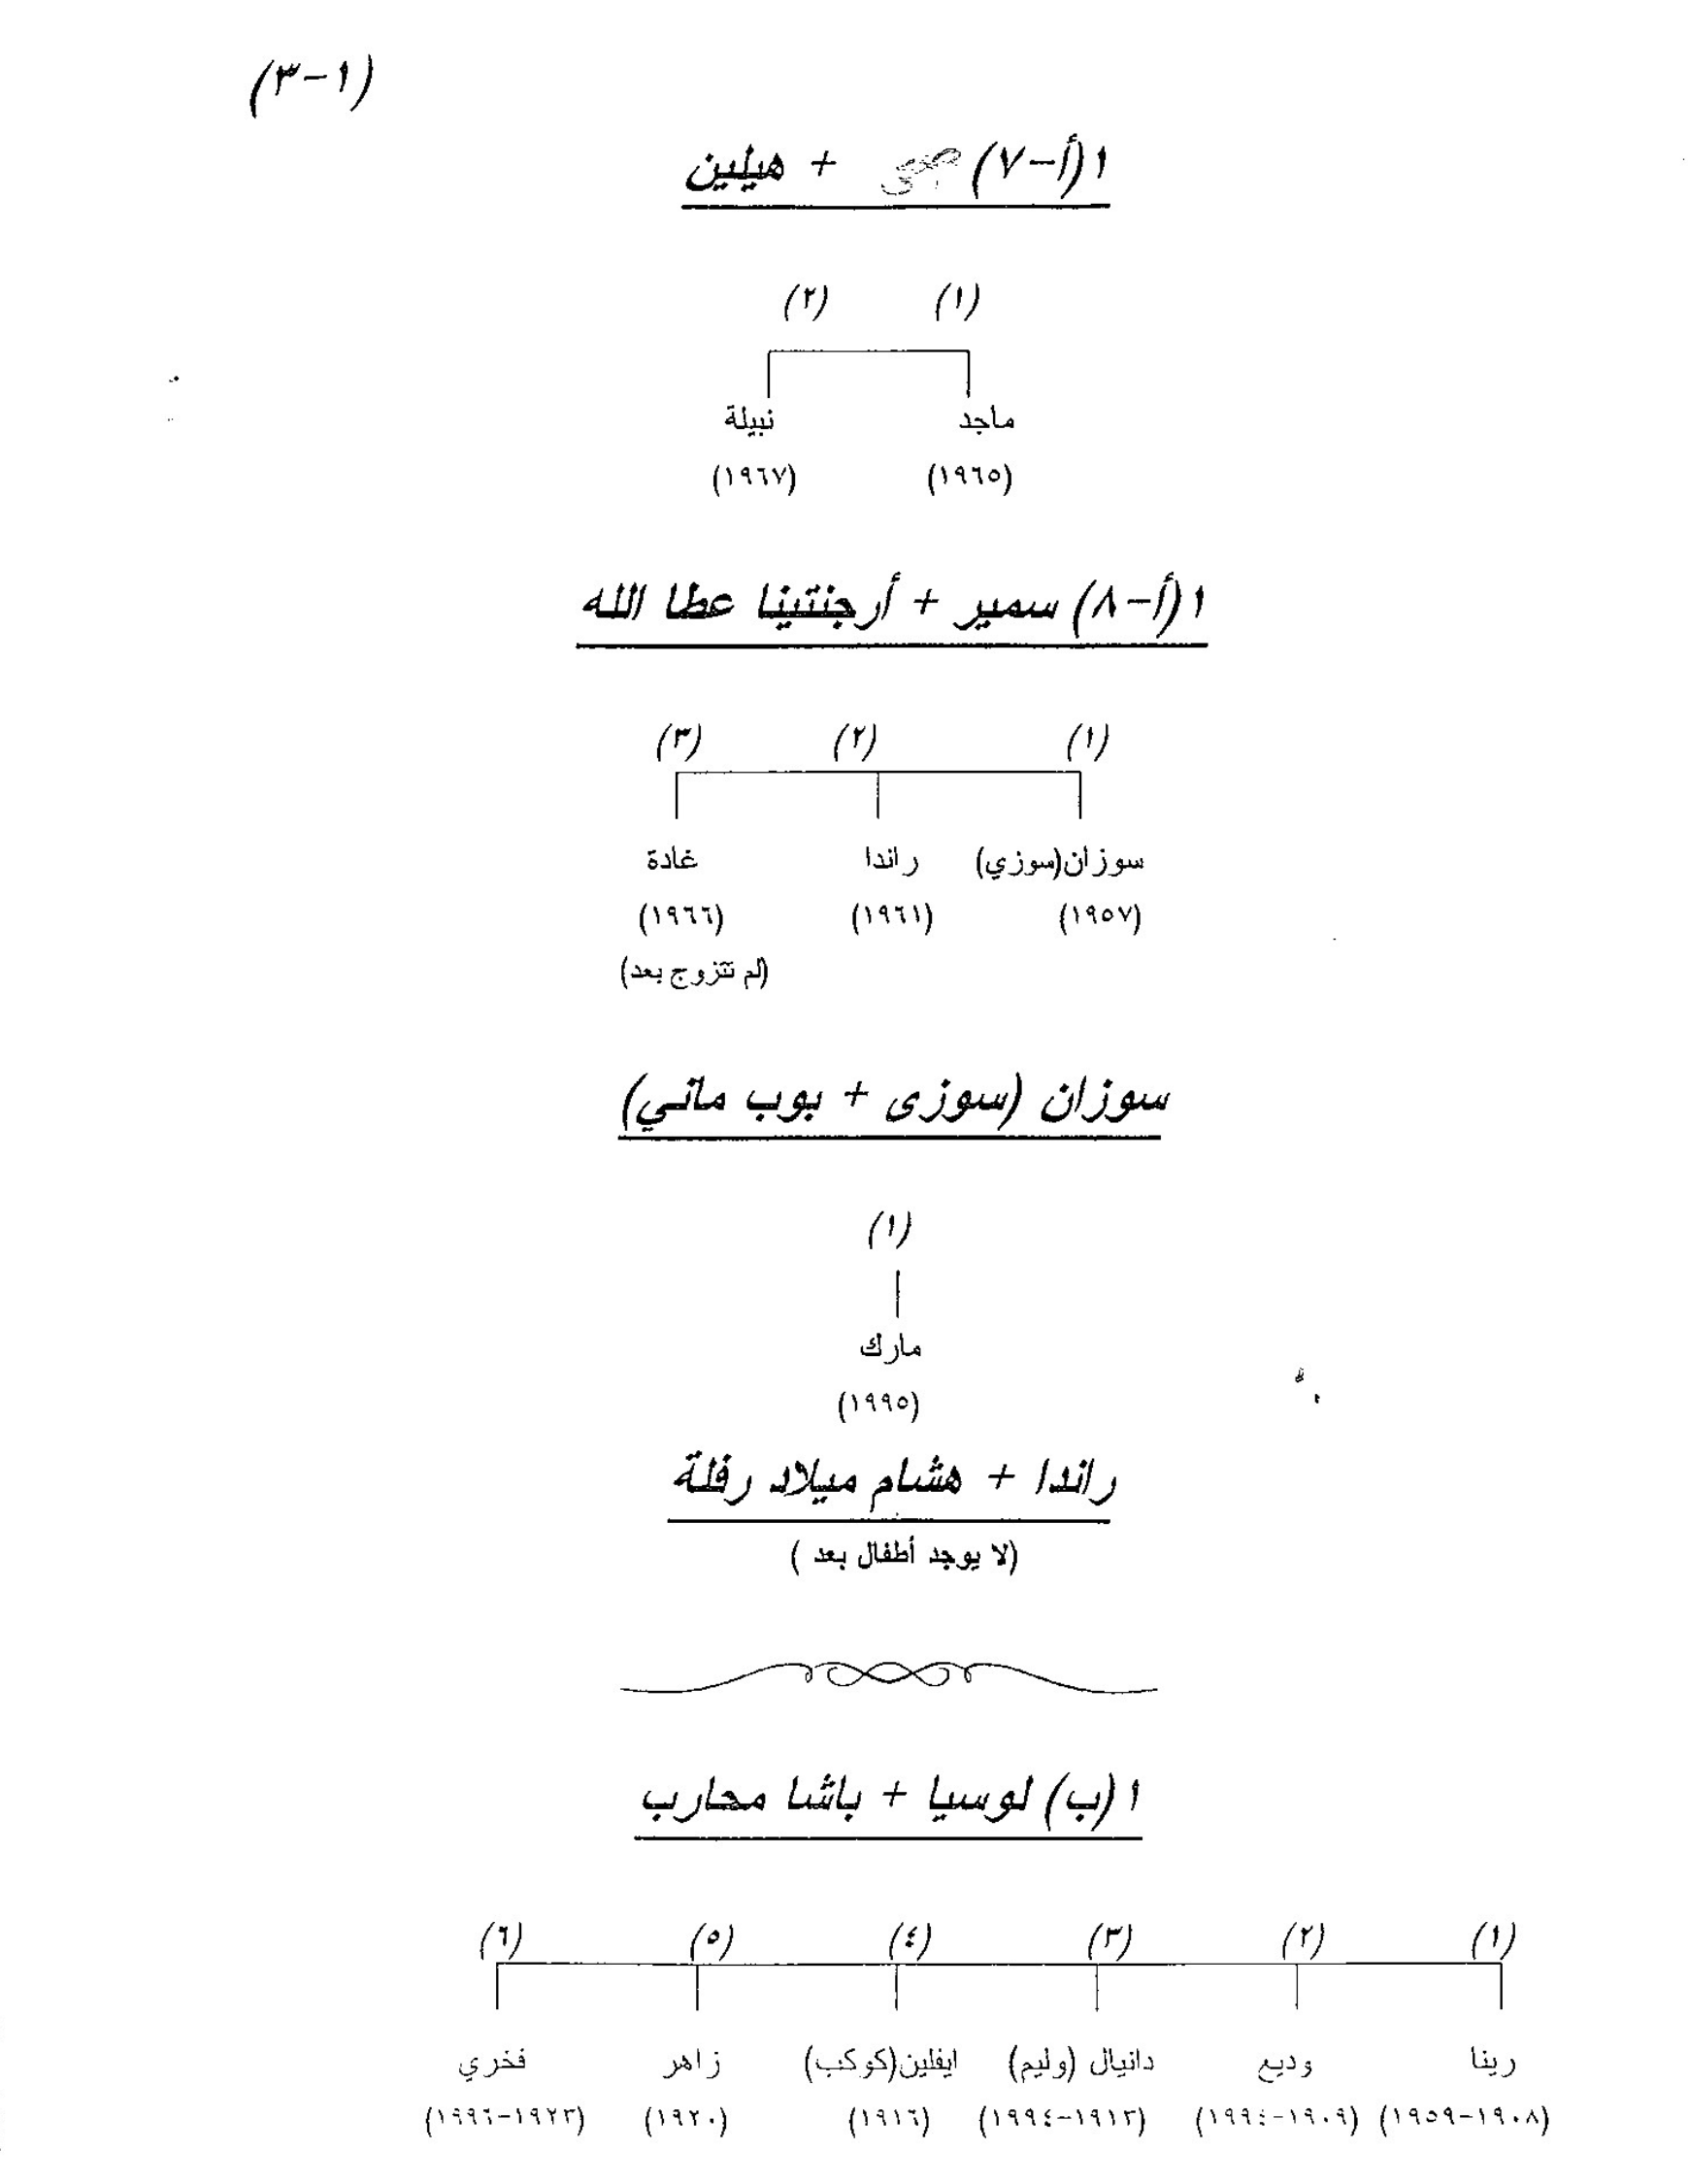 (١-٣)
١(أ-٧) + هيلين
(١) (٢)
ماجد نبيلة
(١٩٦٥) (١٩٦٧)
١(أ-٨) سمير + أرجنتينا عطا الله
(١) (٢) (٣)
سوزان(سوزي) راندا غادة
(١٩٥٧) (١٩٦١) (١٩٦٦)
(لم تتزوج بعد)
سوزان (سوزى + بوب ماني)
(١)
مارك
(١٩٩٥)
راندا + هشام ميلاد رفلة
(لا يوجد أطفال بعد )
١(ب) لوسيا + باشا محارب
(١) (٢) (٣) (٤) (٥) (٦)
رينا وديع دانيال (وليم) ايفلين(كوكب) زاهر فخري
(١٩٠٨-١٩٥٩) (١٩٠٩-١٩٩٤) (١٩١٣-١٩٩٤) (١٩١٦) (١٩٢٠) (١٩٢٣-١٩٩٦)